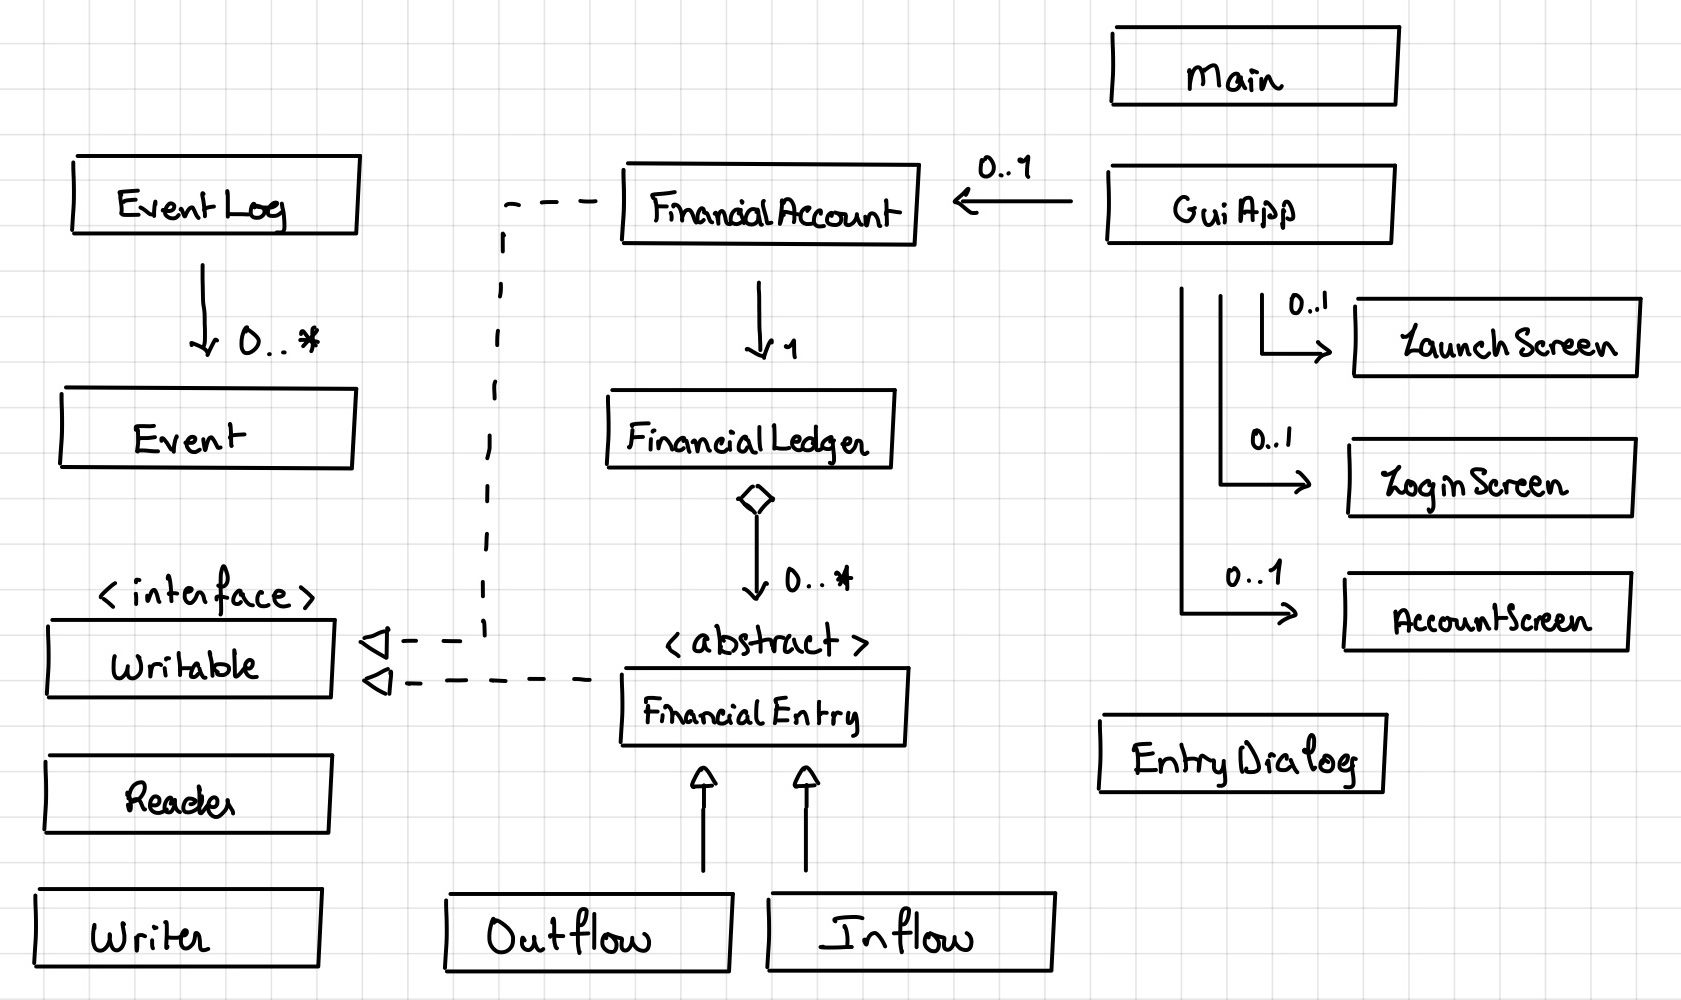 Main
EventLog
FinancialAccount
0..1
GuiApp
0..*
1
0..1
LaunchScreen
Event
FinancialLedger
0..1
LoginScreen
< interface >
Writable
0..*
< abstract >
FinancialEntry
0..1
AccountScreen
EntryDialog
Reader
Writer
Outflow
Inflow